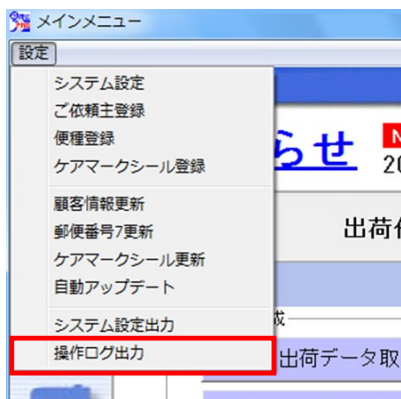 メインメニュー
設定
システム設定
ご依頼主登録
便種登録
ケアマークシール登録
顧客情報更新
郵便番号7更新
ケアマークシール更新
自動アップデート
システム設定出力
操作ログ出力
らせ
N
20
出荷
成
出荷データ取